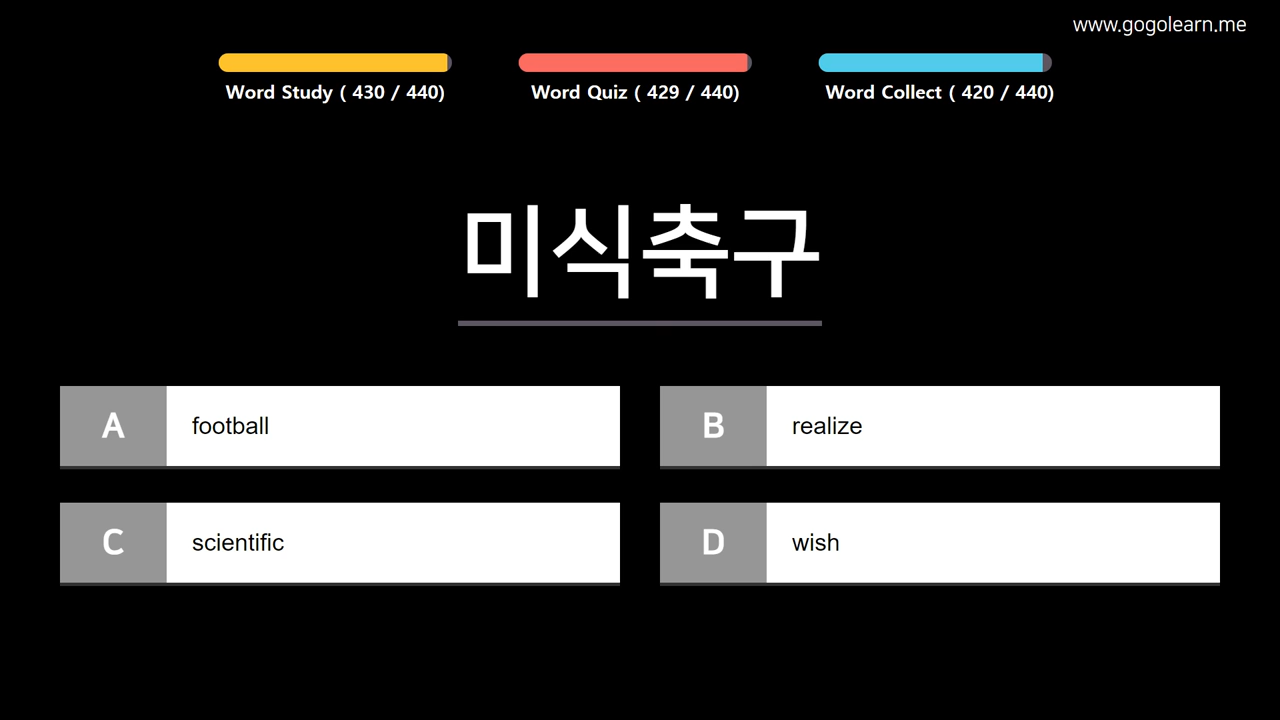 www.gogolearn.me
Word Study ( 430 / 440)
Word Quiz ( 429 / 440)
Word Collect ( 420 / 440)
미식축구
A football
B realize
C scientific
D wish